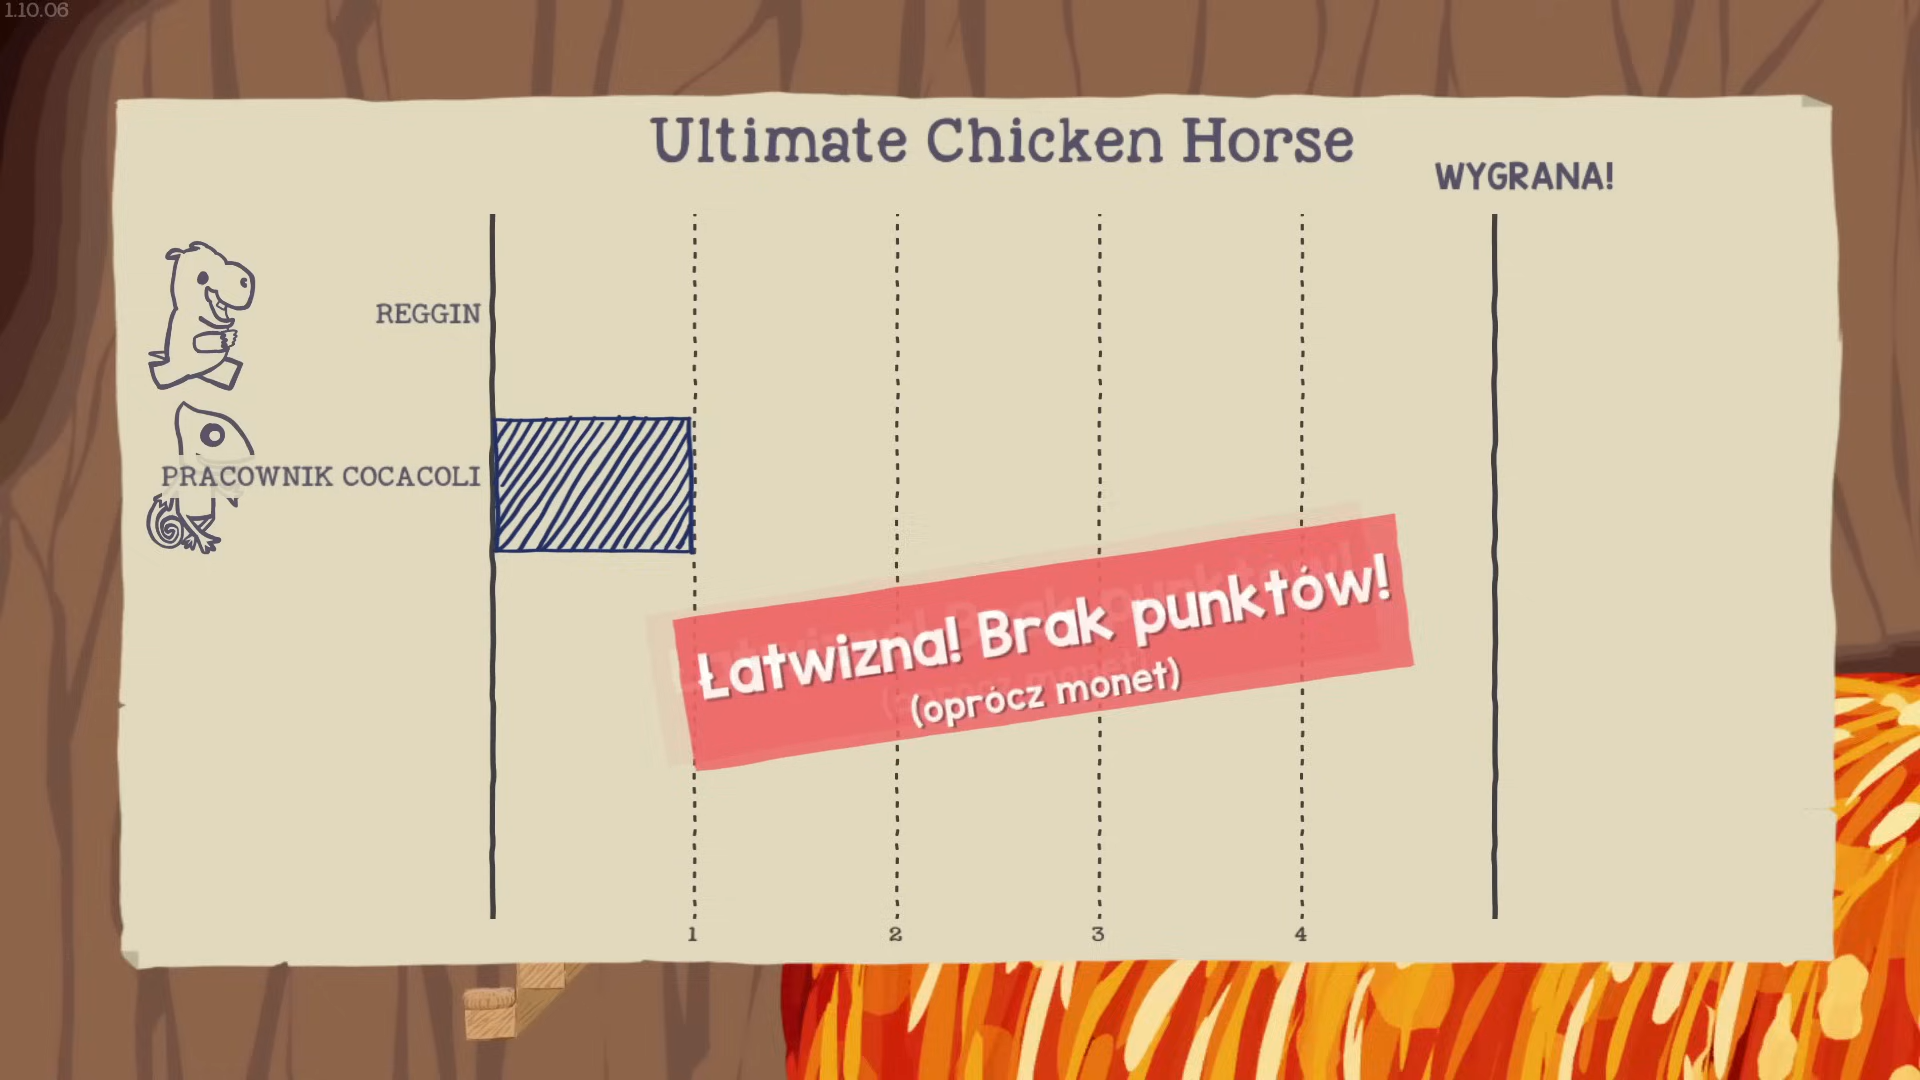 1.10.06
Ultimate Chicken Horse
WYGRANA!
REGGIN
PRACOWNIK COCACOLI
Łatwizna! Brak punktów!
(oprócz monet)
1 2 3 4